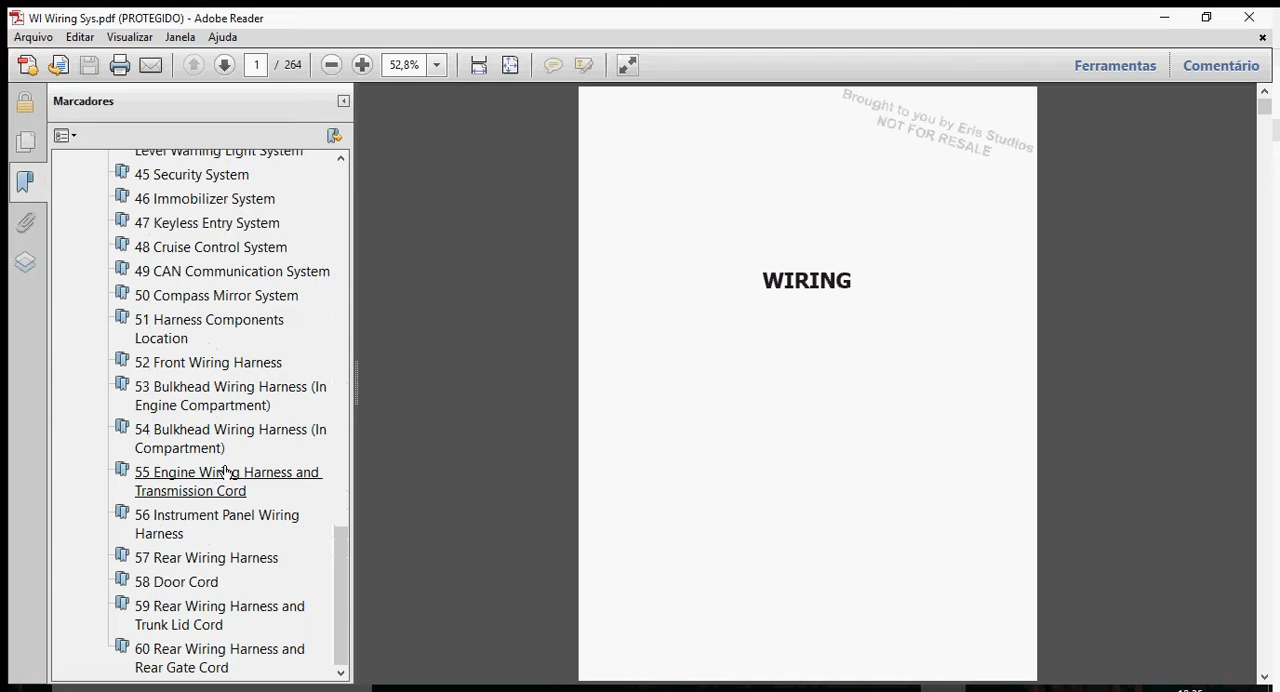 WI Wiring Sys.pdf (PROTEGIDO) - Adobe Reader
Arquivo Editar Visualizar Janela Ajuda
1 / 264 52,8% Ferramentas Comentário
Marcadores
Level Warning Light System
45 Security System
46 Immobilizer System
47 Keyless Entry System
48 Cruise Control System
49 CAN Communication System
50 Compass Mirror System
51 Harness Components
Location
52 Front Wiring Harness
53 Bulkhead Wiring Harness (In
Engine Compartment)
54 Bulkhead Wiring Harness (In
Compartment)
55 Engine Wiring Harness and
Transmission Cord
56 Instrument Panel Wiring
Harness
57 Rear Wiring Harness
58 Door Cord
59 Rear Wiring Harness and
Trunk Lid Cord
60 Rear Wiring Harness and
Rear Gate Cord
Brought to you by Eris Studios
NOT FOR RESALE
WIRING